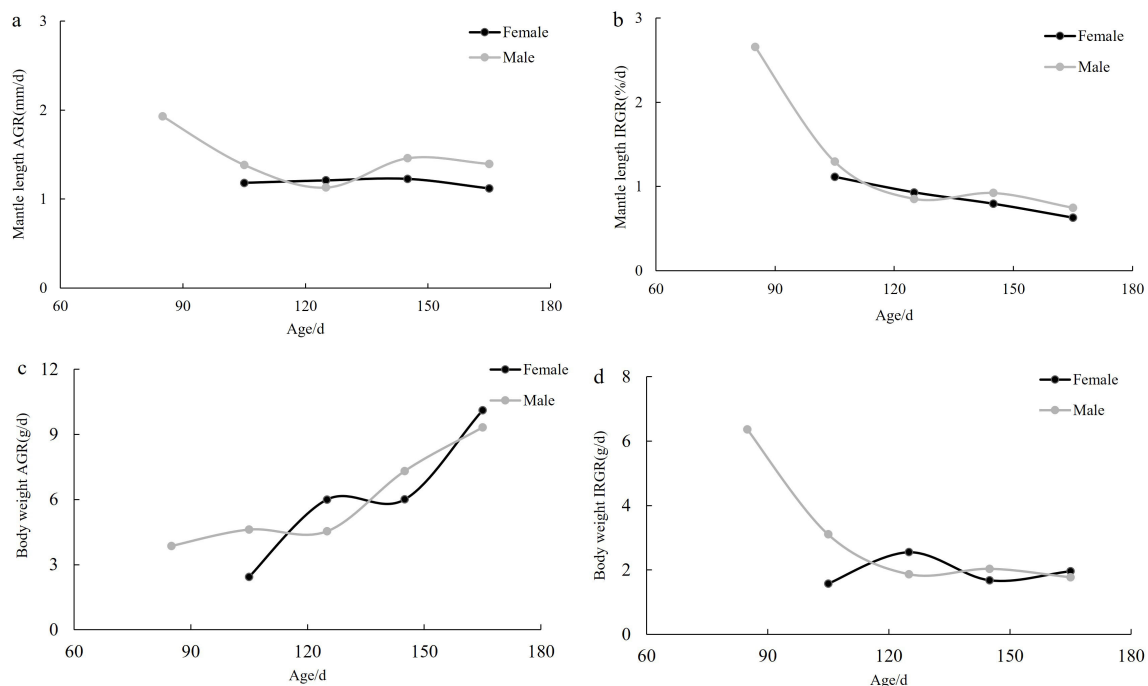 a
3
2
1
0
Mantle length AGR(mm/d)
60 90 120 150 180
Age/d
Female
Male
b
3
2
1
0
Mantle length IRGR(%/d)
60 90 120 150 180
Age/d
Female
Male
c
12
9
6
3
0
Body weight AGR(g/d)
60 90 120 150 180
Age/d
Female
Male
d
8
6
4
2
0
Body weight IRGR(g/d)
60 90 120 150 180
Age/d
Female
Male